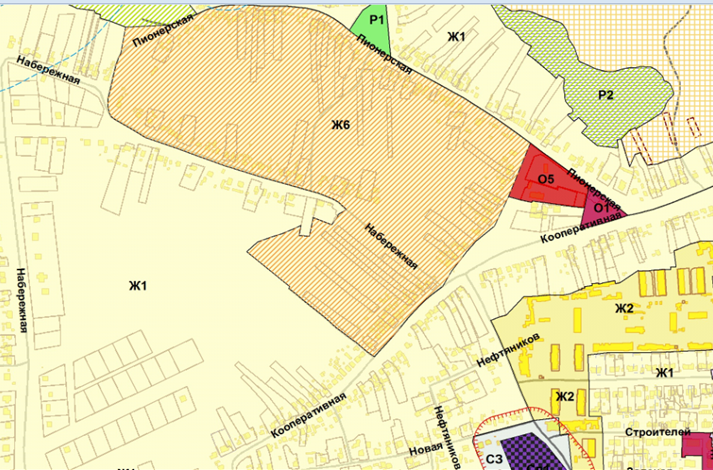 Пионерская
Р1
Пионерская
Ж1
Набережная
Р2
Ж6
О5
Пионерская
О1
Кооперативная
Набережная
Набережная
Ж1
Ж2
Нефтяников
Ж1
Ж2
Кооперативная
Нефтяников
Строителей
Новая
С3